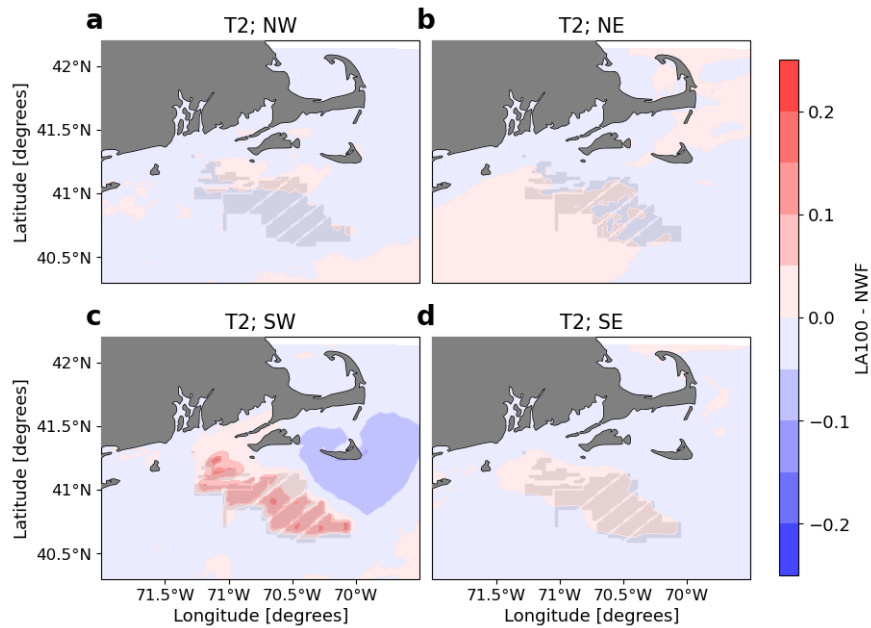 a T2; NW
b T2; NE
42°N
41.5°N
41°N
40.5°N
Latitude [degrees]
c T2; SW
d T2; SE
42°N
41.5°N
41°N
40.5°N
Latitude [degrees]
71.5°W 71°W 70.5°W 70°W
Longitude [degrees]
71.5°W 71°W 70.5°W 70°W
Longitude [degrees]
0.2
0.1
0.0
−0.1
−0.2
LA100 - NWF